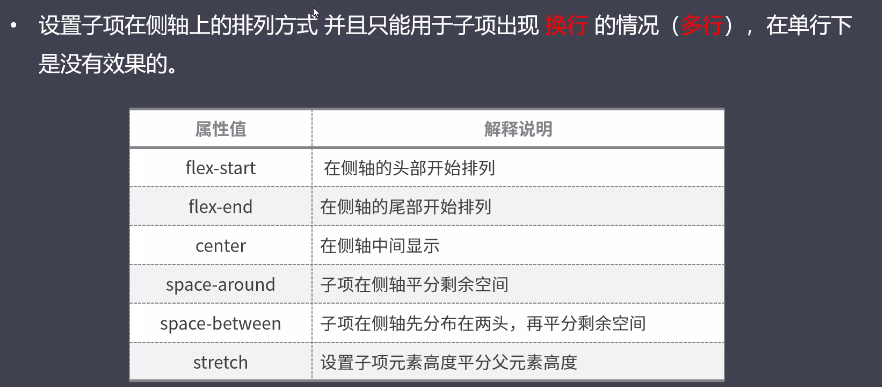 • 设置子项在侧轴上的排列方式 并且只能用于子项出现 换行 的情况（多行），在单行下
是没有效果的。
属性值 解释说明
flex-start 在侧轴的头部开始排列
flex-end 在侧轴的尾部开始排列
center 在侧轴中间显示
space-around 子项在侧轴平分剩余空间
space-between 子项在侧轴先分布在两头，再平分剩余空间
stretch 设置子项元素高度平分父元素高度